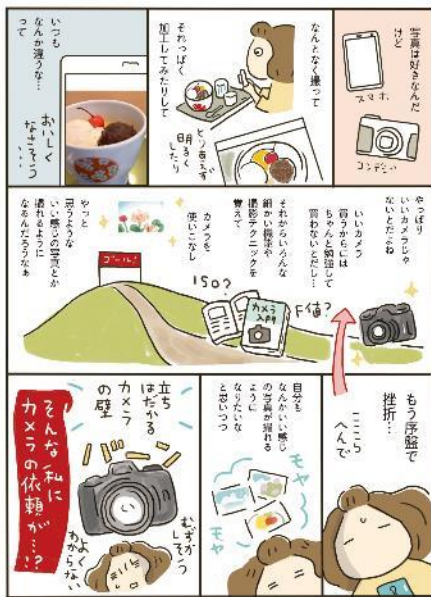 写真は好きなんだ
けど
スマホ
コンデジ
なんとなく撮って
それっぽく
加工してみたりして
とりあえず
明るく
したり
いつも
なんか違うな…
って
おいしく
なさそう…
やっぱり
いいカメラじゃ
ないとだよね
いいカメラ
買うからには
ちゃんと勉強して
買わないとだし…
それからいろんな
細かい機能や
撮影テクニックを
覚えて
カメラを
使いこなし
やっと
思うような
いい感じの写真とか
撮れるように
なるんだろうなぁ
ゴール!
ISO?
カメラ
入門
F値?
もう序盤で
挫折…
ここら
へんで
自分も
なんかいい感じ
の写真が撮れる
ように
なりたいな
と思いつつ
モヤ
モヤ
立ち
はだかる
カメラ
の壁
むずか
しそう
よく
わからない
そんな私に
カメラの依頼が…!?